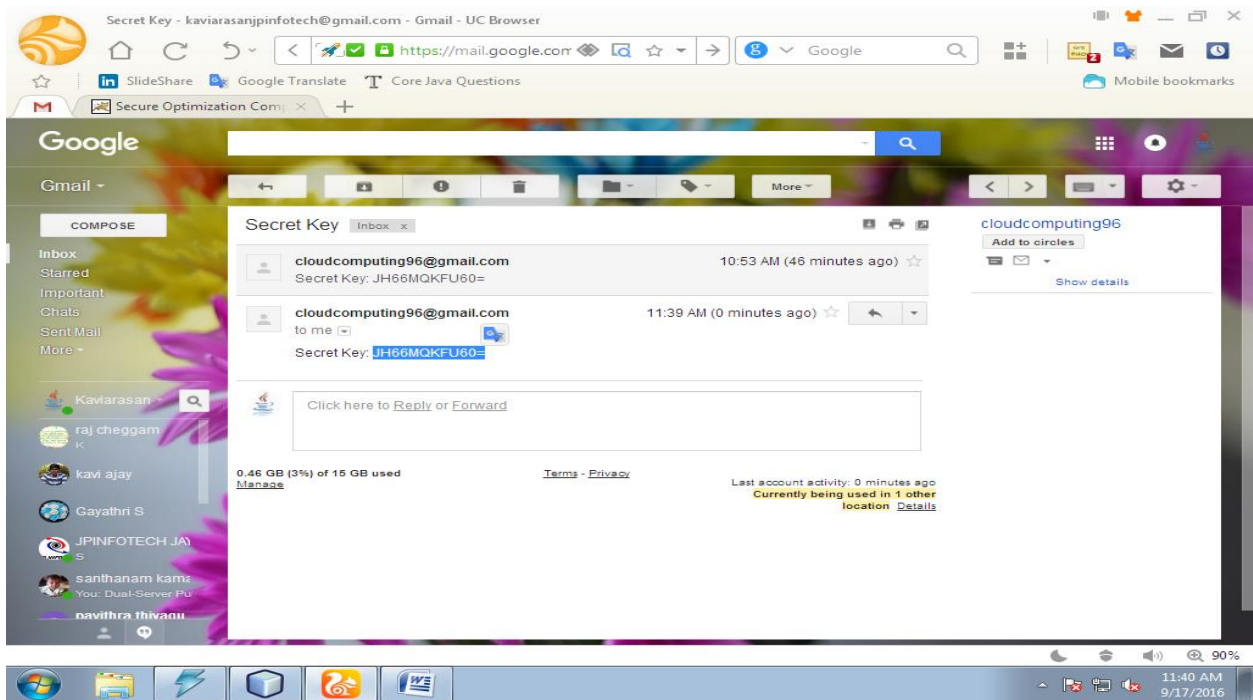 Secret Key - kaviarasanjpinfotech@gmail.com - Gmail - UC Browser
https://mail.google.com
Google
SlideShare Google Translate Core Java Questions Mobile bookmarks
Secure Optimization Com
Google
Gmail
More
COMPOSE
Secret Key Inbox x
cloudcomputing96
Add to circles
Show details
Inbox
Starred
Important
Chats
Sent Mail
More
cloudcomputing96@gmail.com 10:53 AM (46 minutes ago)
Secret Key: JH66MQKFU60=
cloudcomputing96@gmail.com 11:39 AM (0 minutes ago)
to me
Secret Key: JH66MQKFU60=
Kaviarasan
raj cheggam
K
kavi ajay
Gayathri S
JPINFOTECH JAY
S
santhanam kama
You: Dual-Server Pu
pavithra thiyagu
Click here to Reply or Forward
0.46 GB (3%) of 15 GB used
Manage
Terms - Privacy
Last account activity: 0 minutes ago
Currently being used in 1 other
location Details
90%
11:40 AM
9/17/2016